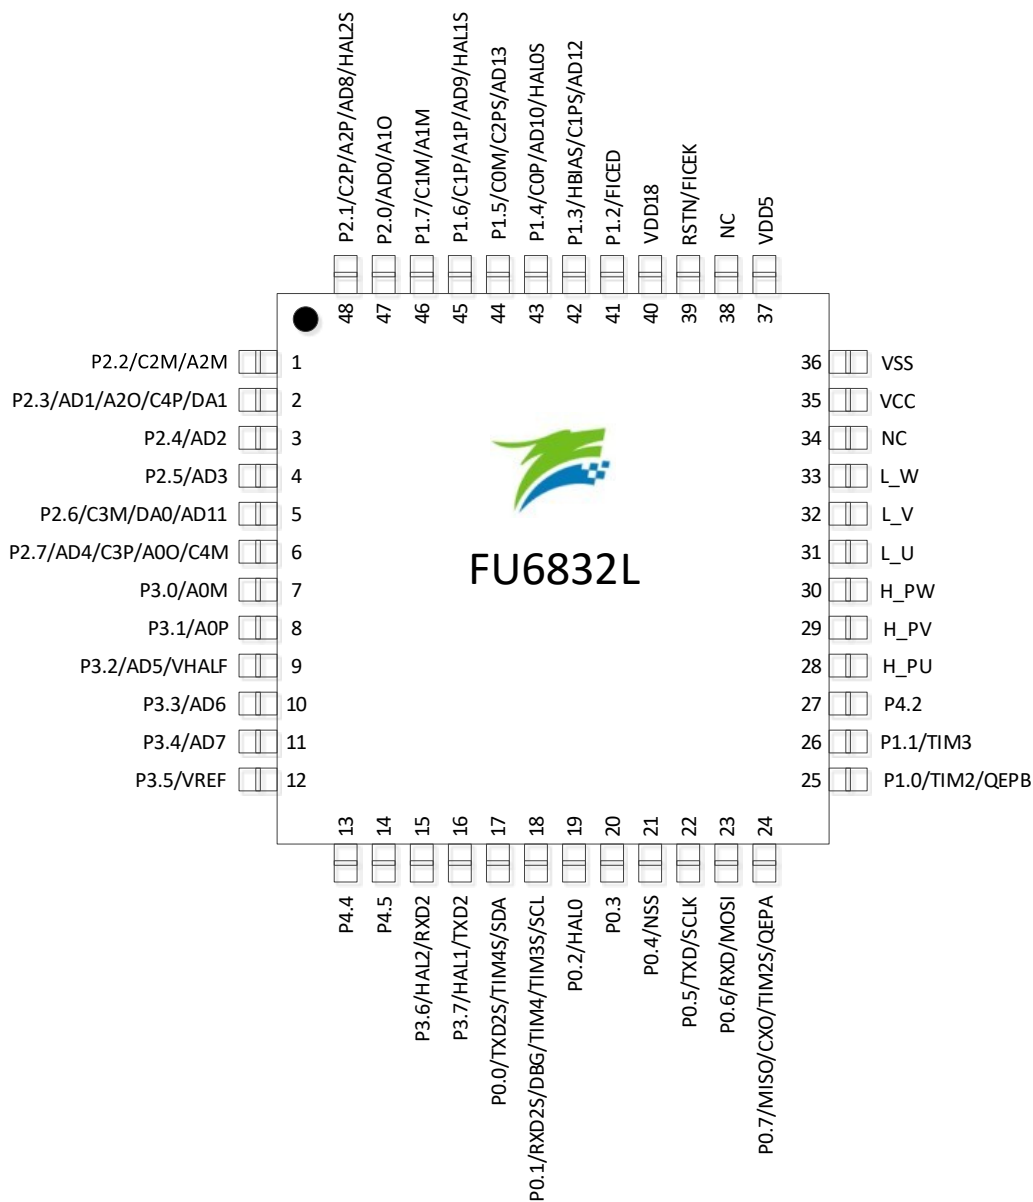 P2.1/C2P/A2P/AD8/HAL2S
P2.0/AD0/A1O
P1.7/C1M/A1M
P1.6/C1P/A1P/AD9/HAL1S
P1.5/C0M/C2PS/AD13
P1.4/C0P/AD10/HAL0S
P1.3/HBIAS/C1PS/AD12
P1.2/FICED
VDD18
RSTN/FICEK
NC
VDD5
48
47
46
45
44
43
42
41
40
39
38
37
P2.2/C2M/A2M 1
P2.3/AD1/A2O/C4P/DA1 2
P2.4/AD2 3
P2.5/AD3 4
P2.6/C3M/DA0/AD11 5
P2.7/AD4/C3P/A0O/C4M 6
P3.0/A0M 7
P3.1/A0P 8
P3.2/AD5/VHALF 9
P3.3/AD6 10
P3.4/AD7 11
P3.5/VREF 12
FU6832L
36 VSS
35 VCC
34 NC
33 L_W
32 L_V
31 L_U
30 H_PW
29 H_PV
28 H_PU
27 P4.2
26 P1.1/TIM3
25 P1.0/TIM2/QEPB
13
14
15
16
17
18
19
20
21
22
23
24
P4.4
P4.5
P3.6/HAL2/RXD2
P3.7/HAL1/TXD2
P0.0/TXD2S/TIM4S/SDA
P0.1/RXD2S/DBG/TIM4/TIM3S/SCL
P0.2/HAL0
P0.3
P0.4/NSS
P0.5/TXD/SCLK
P0.6/RXD/MOSI
P0.7/MISO/CXO/TIM2S/QEPA